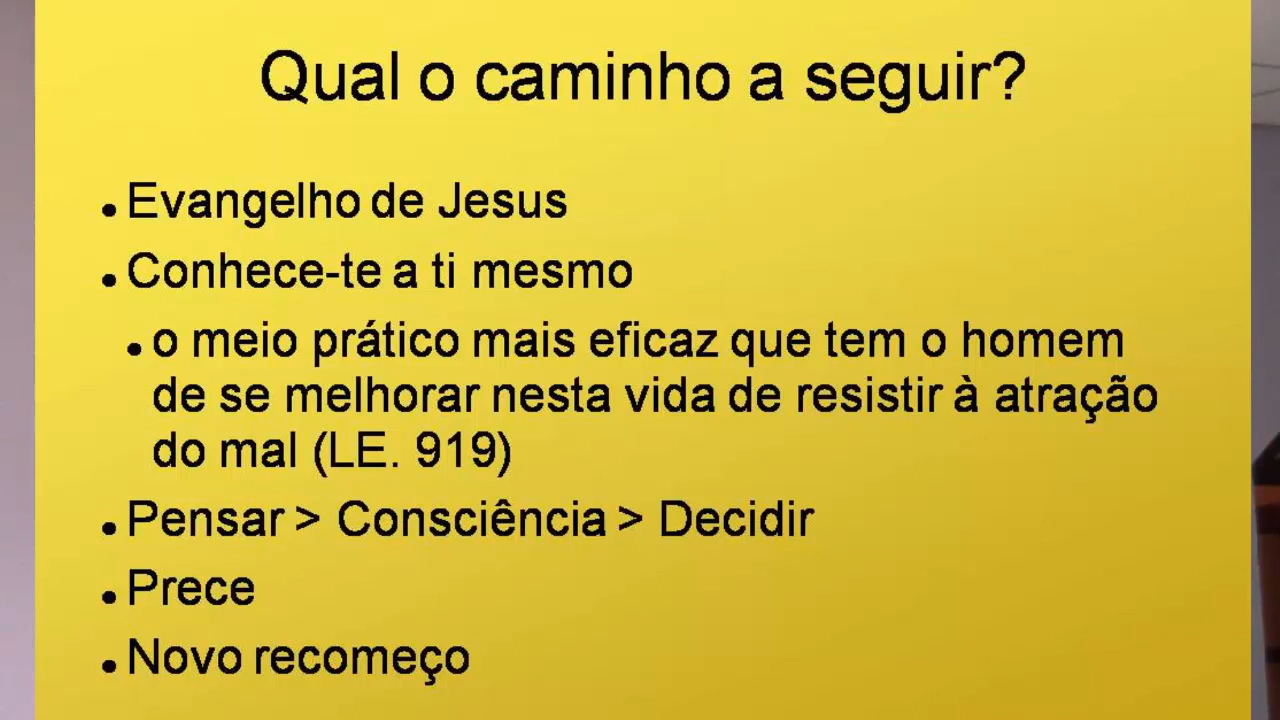 Qual o caminho a seguir?
• Evangelho de Jesus
• Conhece-te a ti mesmo
• o meio prático mais eficaz que tem o homem
de se melhorar nesta vida de resistir à atração
do mal (LE. 919)
• Pensar > Consciência > Decidir
• Prece
• Novo recomeço